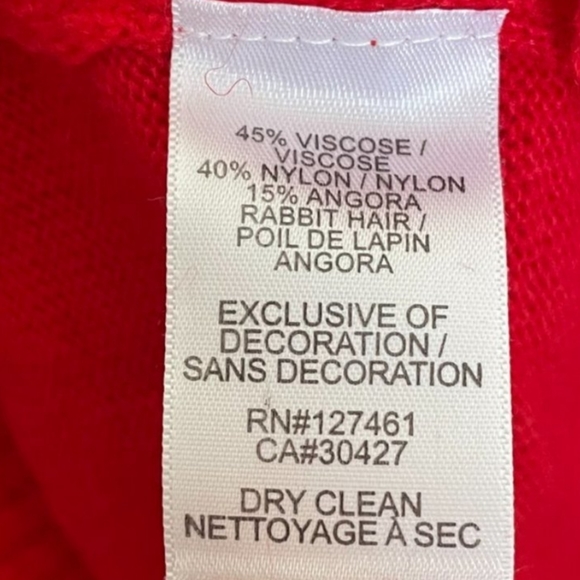 45% VISCOSE /
VISCOSE
40% NYLON / NYLON
15% ANGORA
RABBIT HAIR /
POIL DE LAPIN
ANGORA
EXCLUSIVE OF
DECORATION /
SANS DECORATION
RN#127461
CA#30427
DRY CLEAN
NETTOYAGE À SEC